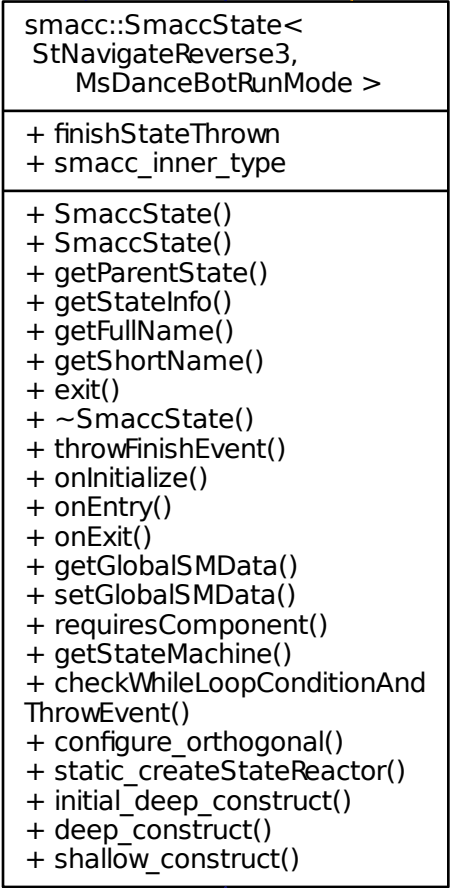 smacc::SmaccState<
StNavigateReverse3,
MsDanceBotRunMode >
+ finishStateThrown
+ smacc_inner_type
+ SmaccState()
+ SmaccState()
+ getParentState()
+ getStateInfo()
+ getFullName()
+ getShortName()
+ exit()
+ ~SmaccState()
+ throwFinishEvent()
+ onInitialize()
+ onEntry()
+ onExit()
+ getGlobalSMData()
+ setGlobalSMData()
+ requiresComponent()
+ getStateMachine()
+ checkWhileLoopConditionAnd
ThrowEvent()
+ configure_orthogonal()
+ static_createStateReactor()
+ initial_deep_construct()
+ deep_construct()
+ shallow_construct()